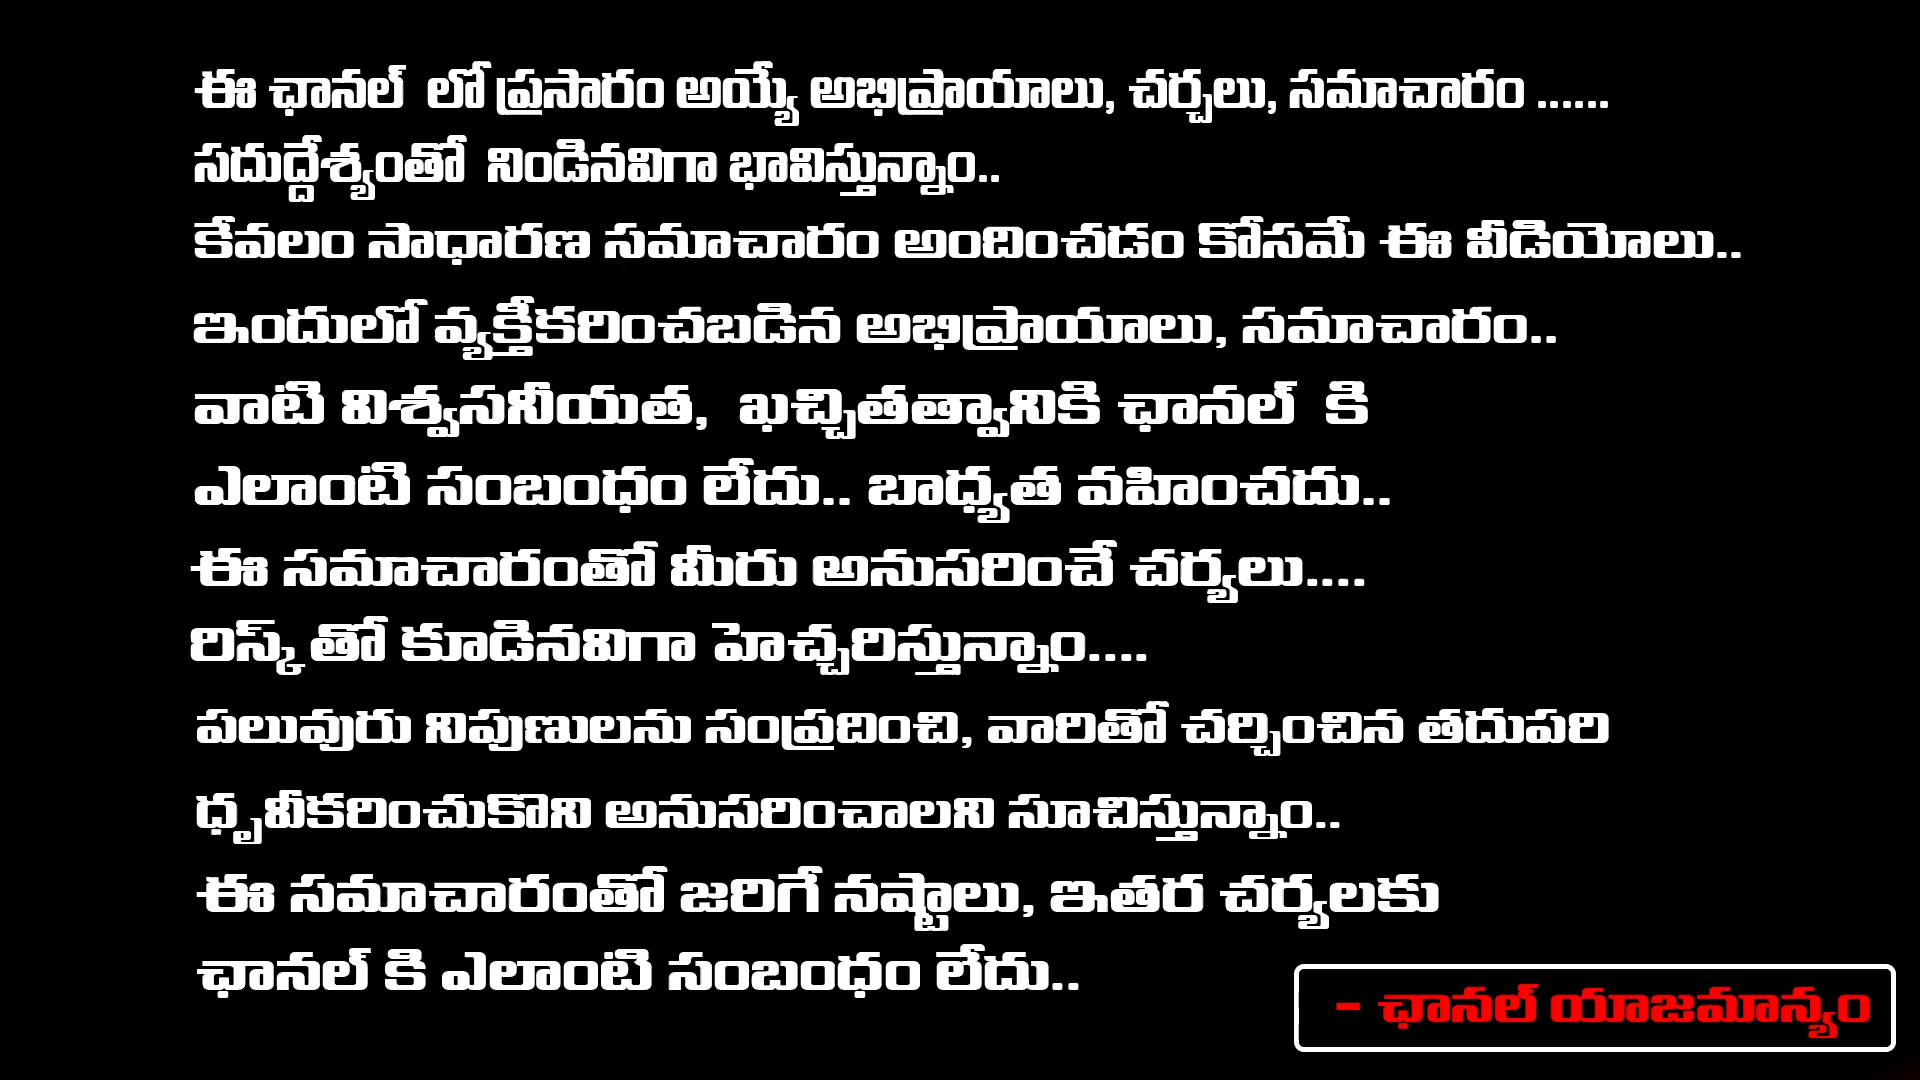 ఈ ఛానల్ లో ప్రసారం అయ్యే అభిప్రాయాలు, చర్చలు, సమాచారం ......
సదుద్దేశ్యంతో నిండినవిగా భావిస్తున్నాం..
కేవలం సాధారణ సమాచారం అందించడం కోసమే ఈ వీడియోలు..
ఇందులో వ్యక్తీకరించబడిన అభిప్రాయాలు, సమాచారం..
వాటి విశ్వసనీయత, ఖచ్చితత్వానికి ఛానల్ కి
ఎలాంటి సంబంధం లేదు.. బాధ్యత వహించదు..
ఈ సమాచారంతో మీరు అనుసరించే చర్యలు....
రిస్క్ తో కూడినవిగా హెచ్చరిస్తున్నాం....
పలువురు నిపుణులను సంప్రదించి, వారితో చర్చించిన తదుపరి
ధృవీకరించుకొని అనుసరించాలని సూచిస్తున్నాం..
ఈ సమాచారంతో జరిగే నష్టాలు, ఇతర చర్యలకు
ఛానల్ కి ఎలాంటి సంబంధం లేదు..
- ఛానల్ యాజమాన్యం